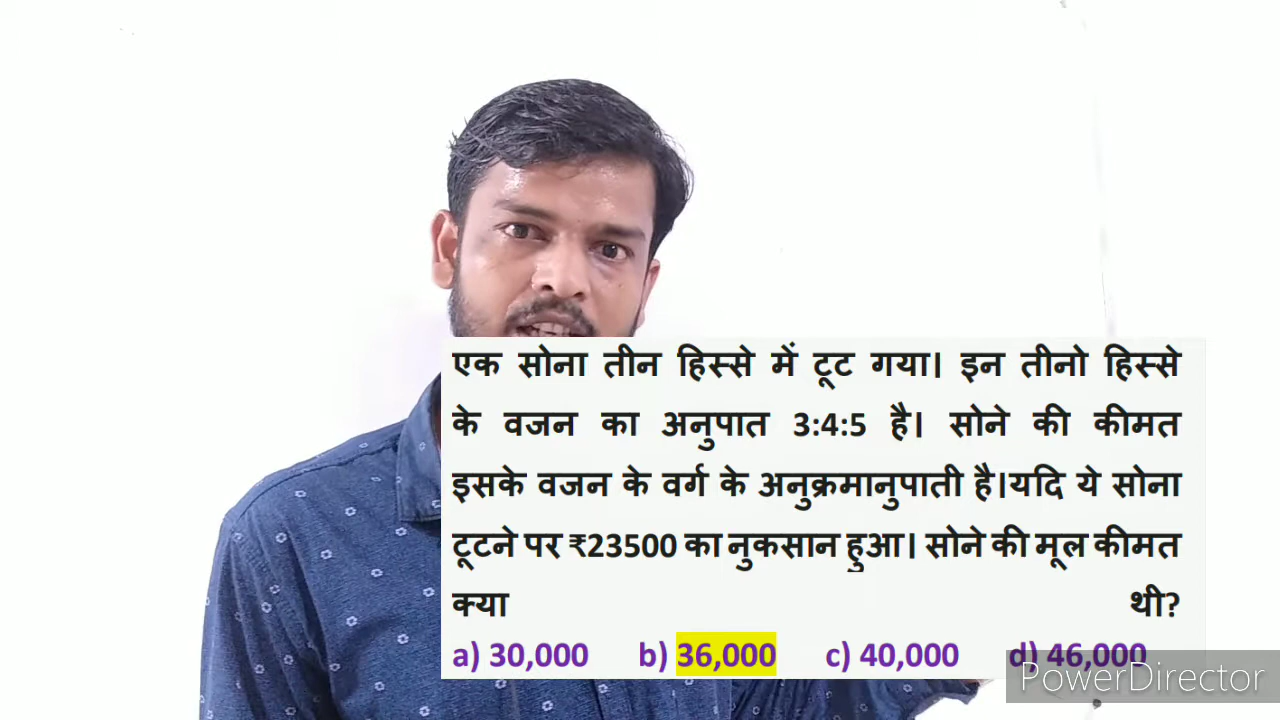 एक सोना तीन हिस्से में टूट गया। इन तीनो हिस्से
के वजन का अनुपात 3:4:5 है। सोने की कीमत
इसके वजन के वर्ग के अनुक्रमानुपाती है।यदि ये सोना
टूटने पर ₹23500 का नुकसान हुआ। सोने की मूल कीमत
क्या थी?
a) 30,000 b) 36,000 c) 40,000 d) 46,000
PowerDirector